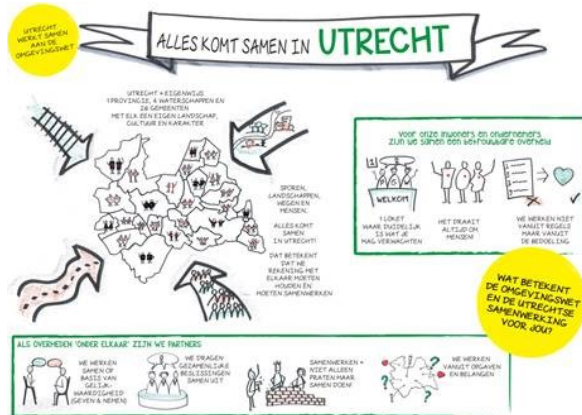 UTRECHT
WERKT SAMEN
AAN DE
OMGEVINGSWET
ALLES KOMT SAMEN IN UTRECHT
UTRECHT = EIGENWIJS
1 PROVINCIE, 4 WATERSCHAPPEN EN
26 GEMEENTEN
MET ELK EEN EIGEN LANDSCHAP,
CULTUUR EN KARAKTER
SPOREN,
LANDSCHAPPEN,
WEGEN EN
MENSEN.
ALLES KOMT
SAMEN
IN UTRECHT!
DAT BETEKENT
DAT WE
REKENING MET
ELKAAR MOETEN
HOUDEN EN
MOETEN SAMENWERKEN
Voor onze inwoners en ondernemers
zijn we samen een betrouwbare overheid
WELKOM
1 LOKET
WAAR DUIDELIJK
IS WAT JE
MAG VERWACHTEN
HET DRAAIT
ALTIJD OM
MENSEN!
WE WERKEN NIET
VANUIT REGELS
MAAR VANUIT
DE BEDOELING.
WAT BETEKENT
DE OMGEVINGSWET
EN DE UTRECHTSE
SAMENWERKING
VOOR JOU?
ALS OVERHEDEN 'ONDER ELKAAR' ZIJN WE PARTNERS
WE WERKEN
SAMEN OP
BASIS VAN
GELIJK-
WAARDIGHEID
(GEVEN & NEMEN)
WE DRAGEN
GEZAMENLIJKE
BESLISSINGEN
SAMEN UIT
SAMENWERKEN =
NIET ALLEEN
PRATEN MAAR
SAMEN DOEN!
WE WERKEN
VANUIT OPGAVEN
EN BELANGEN